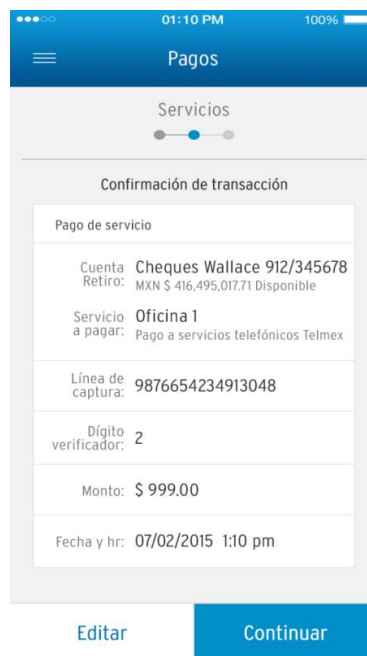 01:10 PM 100%
Pagos
Servicios
Confirmación de transacción
Pago de servicio
Cuenta Retiro: Cheques Wallace 912/345678
MXN $ 416,495,017.71 Disponible
Servicio a pagar: Oficina 1
Pago a servicios telefónicos Telmex
Línea de captura: 9876654234913048
Dígito verificador: 2
Monto: $ 999.00
Fecha y hr: 07/02/2015 1:10 pm
Editar Continuar